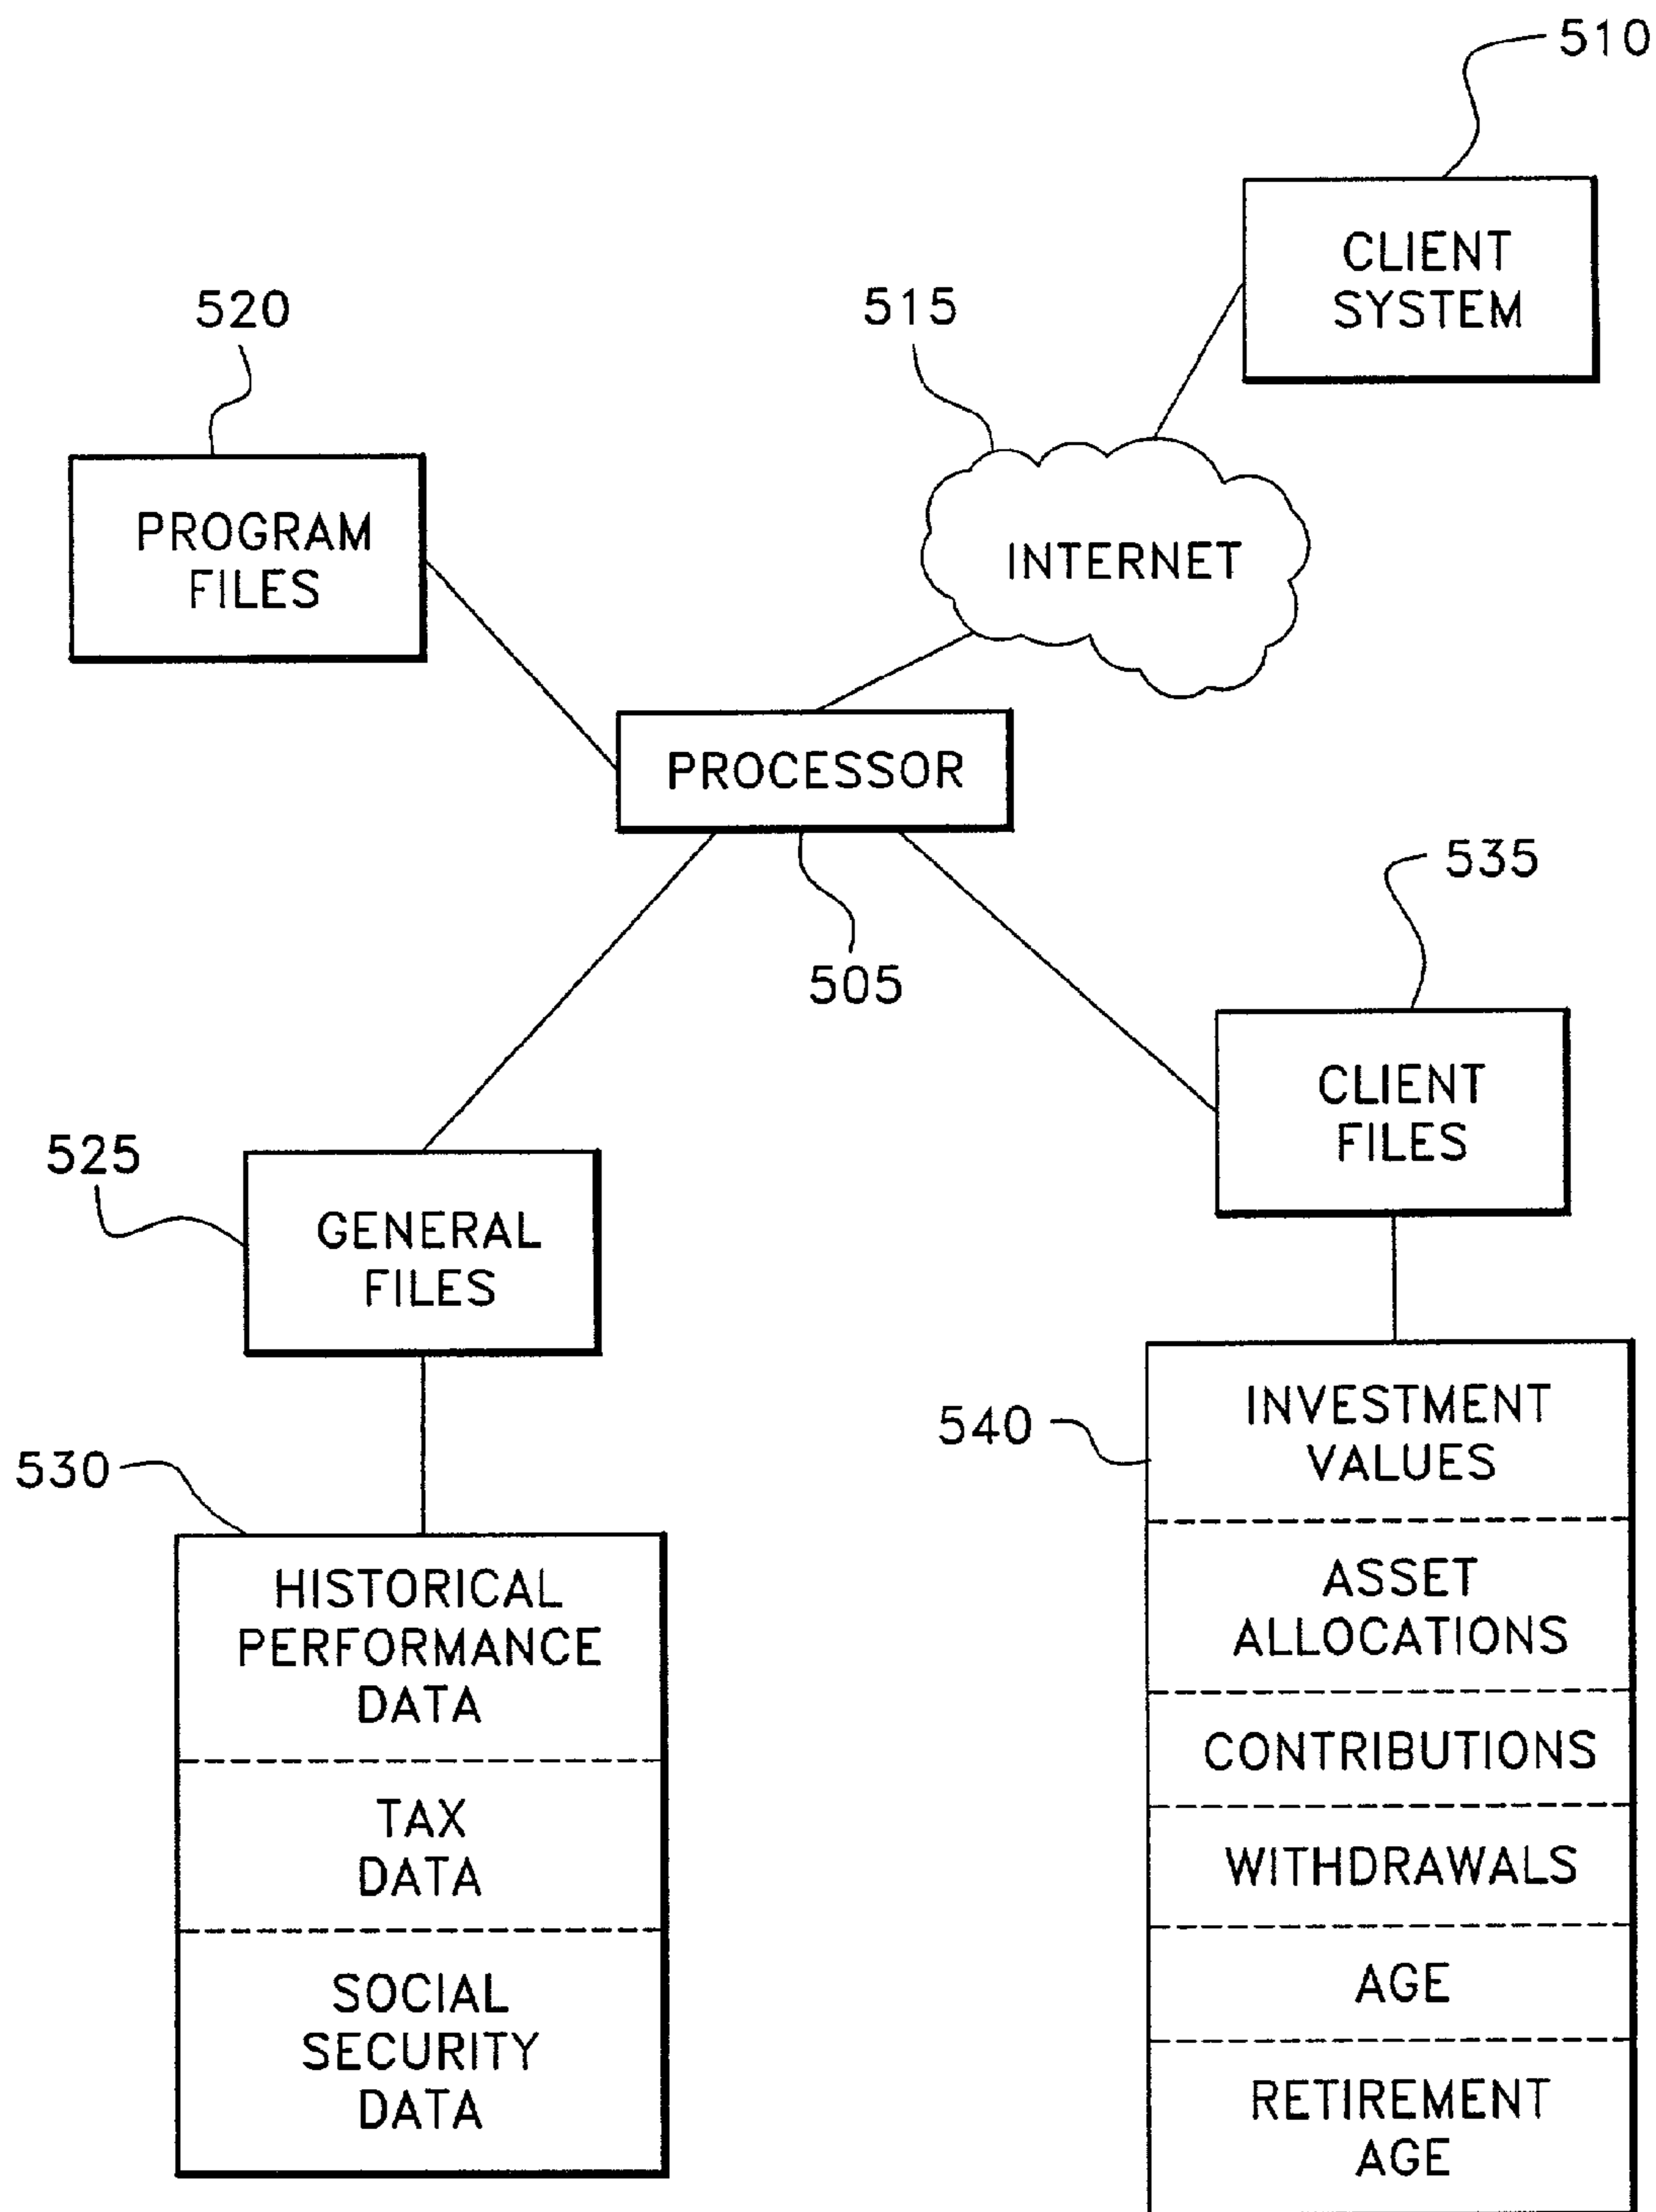 510
CLIENT
SYSTEM
520
515
PROGRAM
FILES
INTERNET
PROCESSOR
535
505
CLIENT
FILES
525
GENERAL
FILES
540
INVESTMENT
VALUES
530
ASSET
ALLOCATIONS
HISTORICAL
PERFORMANCE
DATA
CONTRIBUTIONS
TAX
DATA
WITHDRAWALS
AGE
SOCIAL
SECURITY
DATA
RETIREMENT
AGE